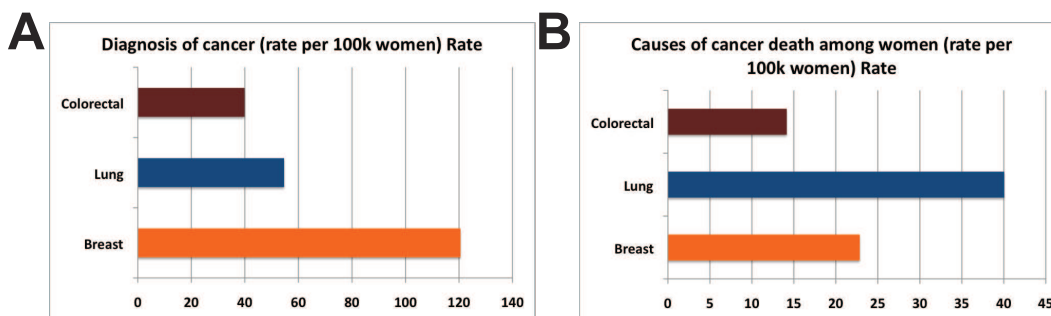 A
Diagnosis of cancer (rate per 100k women) Rate
Colorectal
Lung
Breast
0 20 40 60 80 100 120 140
B
Causes of cancer death among women (rate per
100k women) Rate
Colorectal
Lung
Breast
0 5 10 15 20 25 30 35 40 45